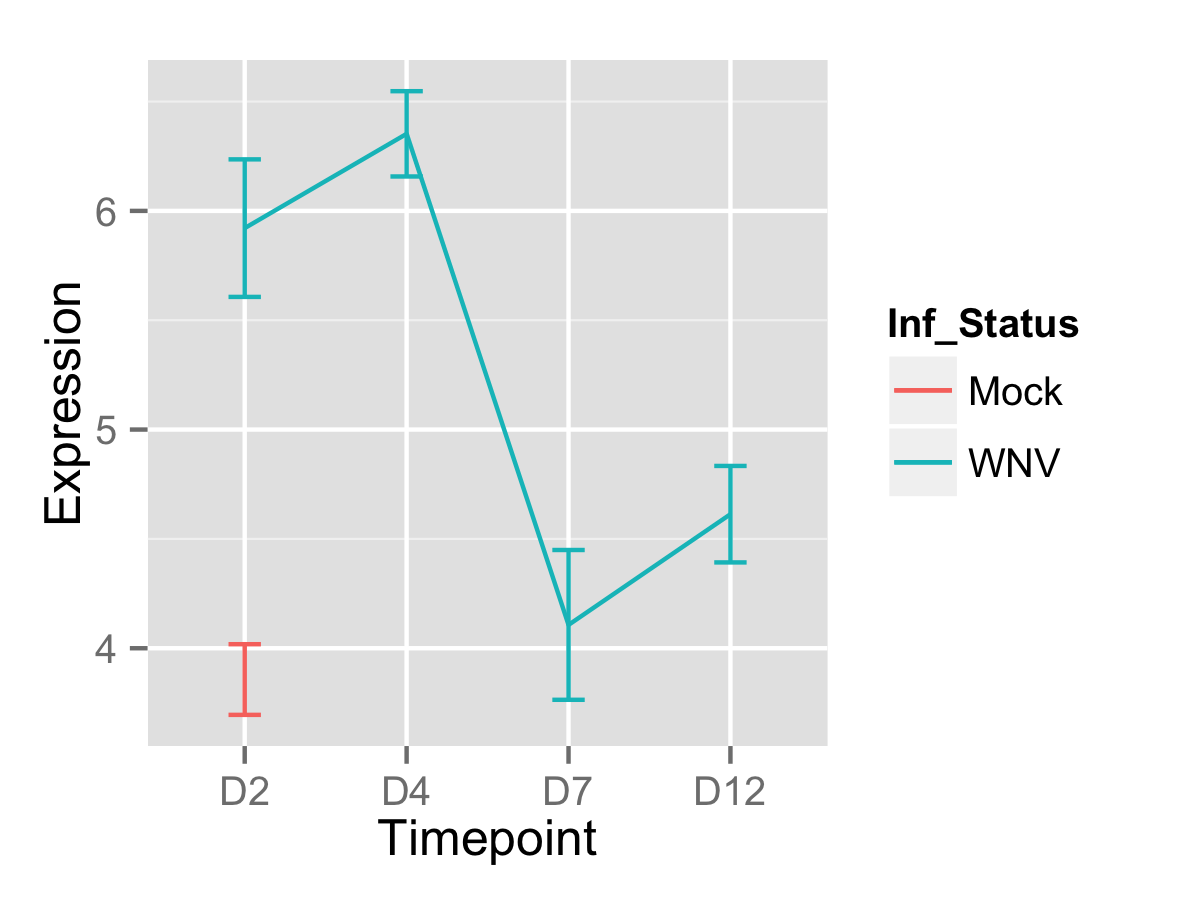 Expression
6
5
4
D2 D4 D7 D12
Timepoint
Inf_Status
Mock
WNV